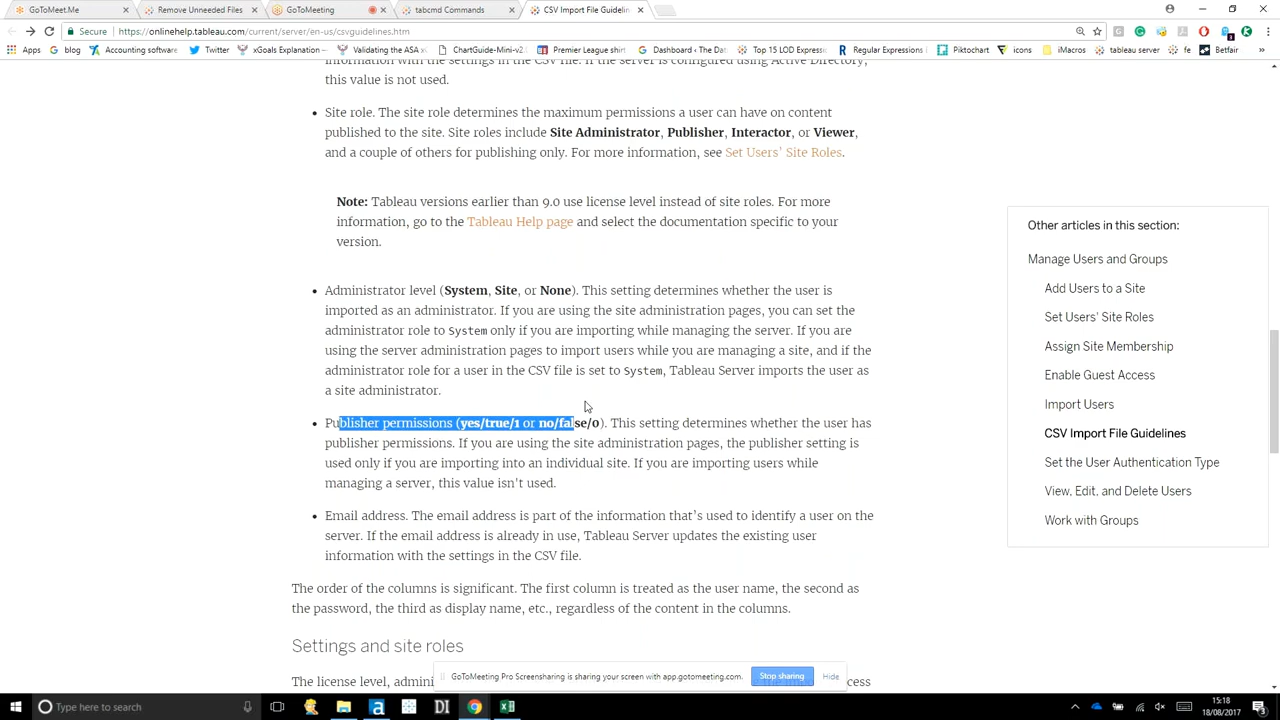 GoToMeet.Me
Remove Unneeded Files
GoToMeeting
tabcmd Commands
CSV Import File Guidelin
Secure https://onlinehelp.tableau.com/current/server/en-us/csvguidelines.htm
Apps blog Accounting software Twitter xGoals Explanation – Validating the ASA x ChartGuide-Mini-v2. Premier League shirt Dashboard - The Dat Top 15 LOD Expressi Regular Expressions Piktochart icons iMacros tableau server fe Betfair
information with the settings in the CSV file. If the server is configured using Active Directory,
this value is not used.
• Site role. The site role determines the maximum permissions a user can have on content
published to the site. Site roles include Site Administrator, Publisher, Interactor, or Viewer,
and a couple of others for publishing only. For more information, see Set Users' Site Roles.
Note: Tableau versions earlier than 9.0 use license level instead of site roles. For more
information, go to the Tableau Help page and select the documentation specific to your
version.
• Administrator level (System, Site, or None). This setting determines whether the user is
imported as an administrator. If you are using the site administration pages, you can set the
administrator role to System only if you are importing while managing the server. If you are
using the server administration pages to import users while you are managing a site, and if the
administrator role for a user in the CSV file is set to System, Tableau Server imports the user as
a site administrator.
• Publisher permissions (yes/true/1 or no/false/0). This setting determines whether the user has
publisher permissions. If you are using the site administration pages, the publisher setting is
used only if you are importing into an individual site. If you are importing users while
managing a server, this value isn't used.
• Email address. The email address is part of the information that's used to identify a user on the
server. If the email address is already in use, Tableau Server updates the existing user
information with the settings in the CSV file.
The order of the columns is significant. The first column is treated as the user name, the second as
the password, the third as display name, etc., regardless of the content in the columns.
Settings and site roles
The license level, admini
cess
Other articles in this section:
Manage Users and Groups
Add Users to a Site
Set Users' Site Roles
Assign Site Membership
Enable Guest Access
Import Users
CSV Import File Guidelines
Set the User Authentication Type
View, Edit, and Delete Users
Work with Groups
GoToMeeting Pro Screensharing is sharing your screen with app.gotomeeting.com. Stop sharing Hide
Type here to search
DI
15:18
18/08/2017